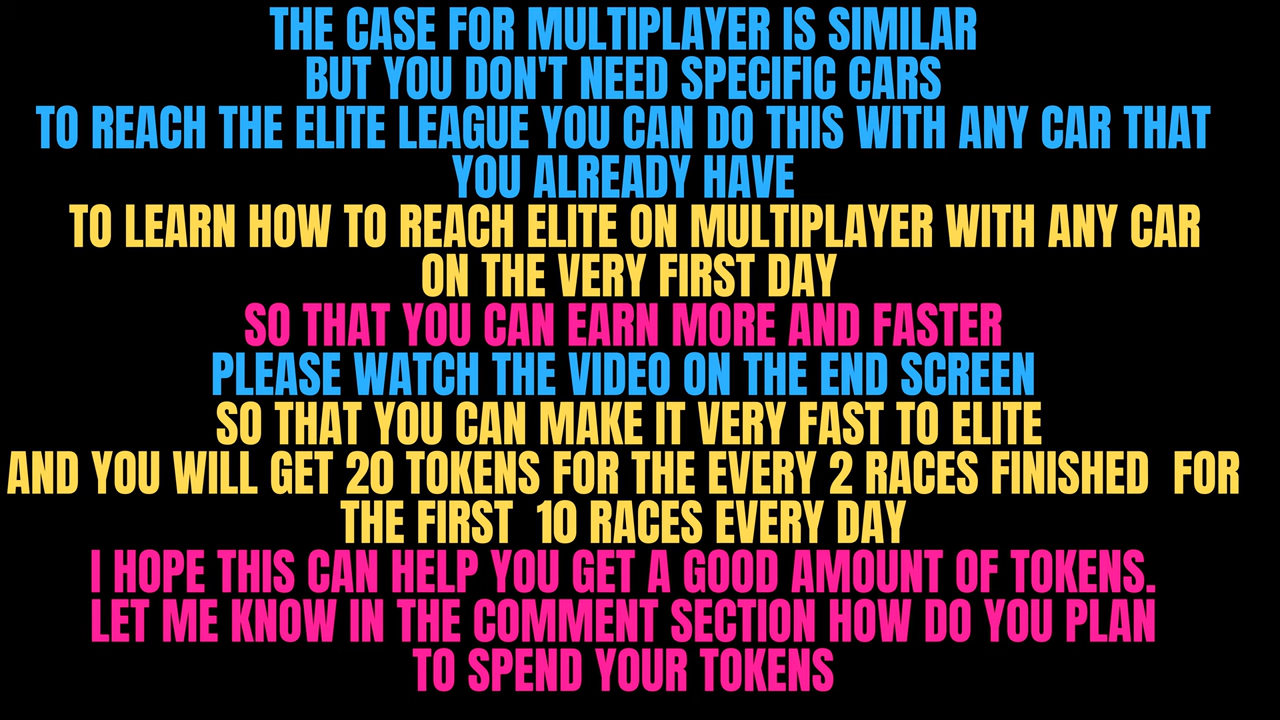 THE CASE FOR MULTIPLAYER IS SIMILAR
BUT YOU DON'T NEED SPECIFIC CARS
TO REACH THE ELITE LEAGUE YOU CAN DO THIS WITH ANY CAR THAT
YOU ALREADY HAVE
TO LEARN HOW TO REACH ELITE ON MULTIPLAYER WITH ANY CAR
ON THE VERY FIRST DAY
SO THAT YOU CAN EARN MORE AND FASTER
PLEASE WATCH THE VIDEO ON THE END SCREEN
SO THAT YOU CAN MAKE IT VERY FAST TO ELITE
AND YOU WILL GET 20 TOKENS FOR THE EVERY 2 RACES FINISHED  FOR
THE FIRST  10 RACES EVERY DAY
I HOPE THIS CAN HELP YOU GET A GOOD AMOUNT OF TOKENS.
LET ME KNOW IN THE COMMENT SECTION HOW DO YOU PLAN
TO SPEND YOUR TOKENS